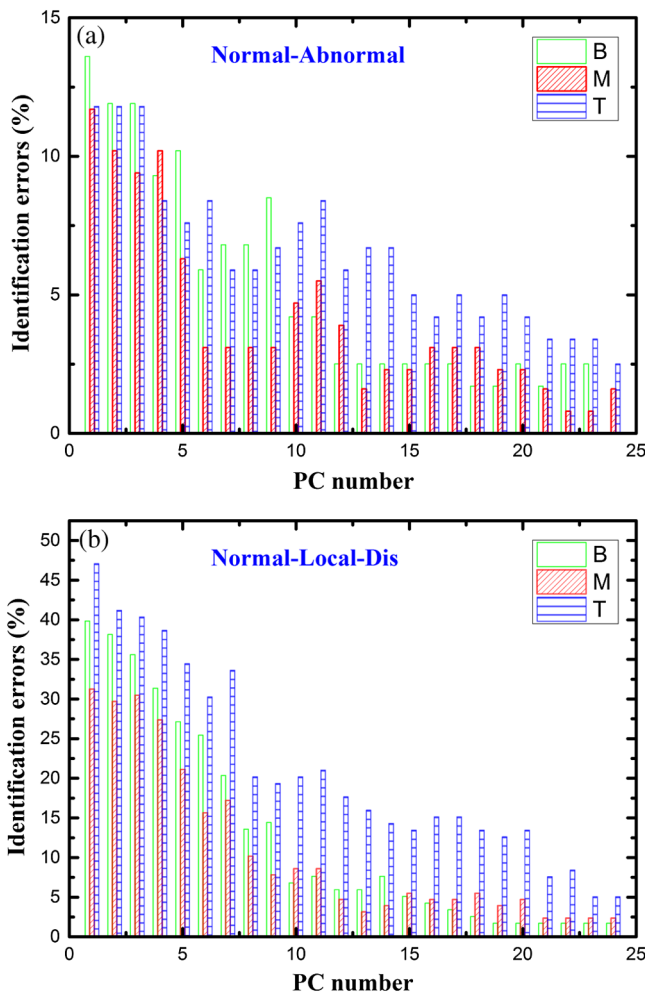 (a)
Normal-Abnormal
B
M
T
15
10
5
0
Identification errors (%)
0 5 10 15 20 25
PC number
(b)
Normal-Local-Dis
B
M
T
50
45
40
35
30
25
20
15
10
5
0
Identification errors (%)
0 5 10 15 20 25
PC number